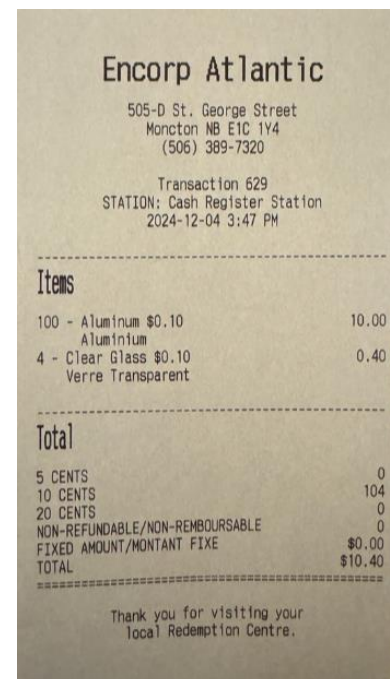 Encorp Atlantic
505-D St. George Street
Moncton NB E1C 1Y4
(506) 389-7320
Transaction 629
STATION: Cash Register Station
2024-12-04 3:47 PM
Items
100 - Aluminum $0.10 10.00
Aluminium
4 - Clear Glass $0.10 0.40
Verre Transparent
Total
5 CENTS 0
10 CENTS 104
20 CENTS 0
NON-REFUNDABLE/NON-REMBOURSABLE 0
FIXED AMOUNT/MONTANT FIXE $0.00
TOTAL $10.40
Thank you for visiting your
local Redemption Centre.